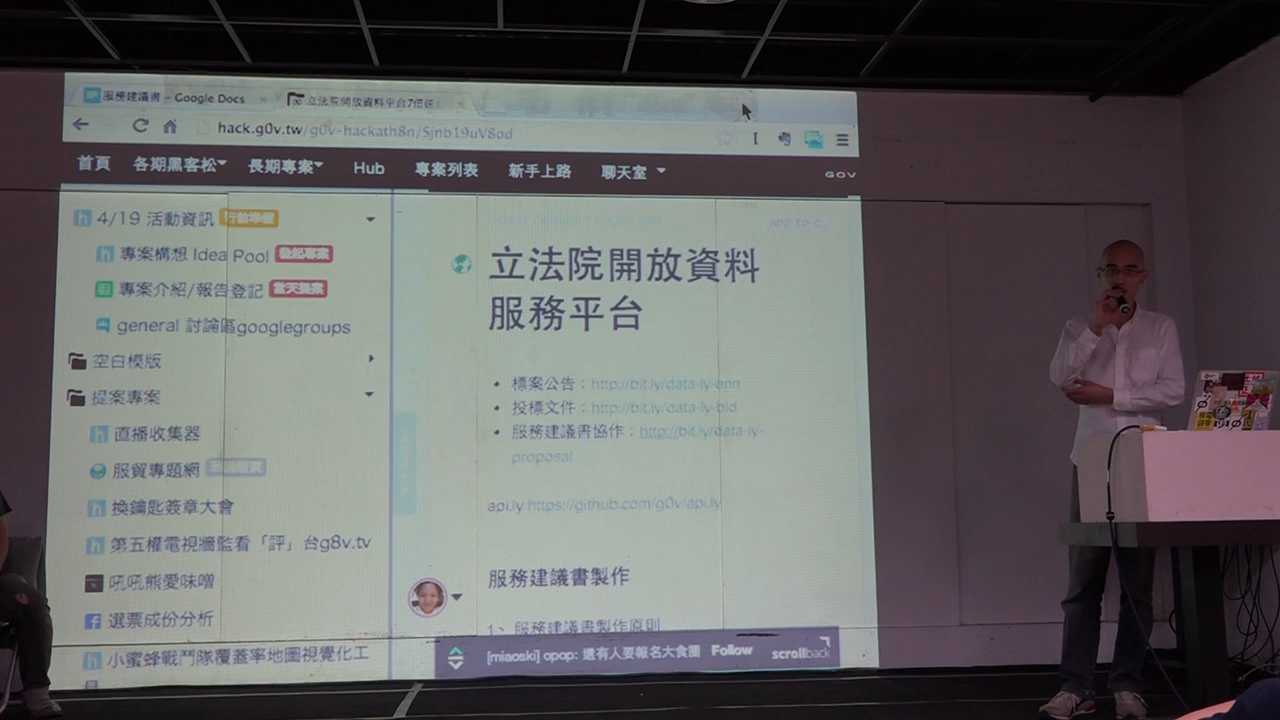 服務建議書 - Google Docs
立法院開放資料平台7倍速
hack.g0v.tw/g0v-hackath8n/Sjnb19uV8od
首頁 各期黑客松 長期專案 Hub 專案列表 新手上路 聊天室 G0V
4/19 活動資訊 行前準備
專案構想 Idea Pool
專案介紹/報告登記 當天提案
general 討論區googlegroups
空白模版
提案專案
直播收集器
服貿專題網
換鑰匙簽章大會
第五權電視牆監看「評」台g8v.tv
吼吼熊愛味噌
選票成份分析
小蜜蜂戰鬥隊覆蓋率地圖視覺化工
立法院開放資料
服務平台
• 標案公告：http://bit.ly/data-ly-ann
• 投標文件：http://bit.ly/data-ly-bid
• 服務建議書協作：http://bit.ly/data-ly-
proposal
api.ly https://github.com/g0v/api.ly
服務建議書製作
1、 服務建議書製作原則
[miaoski] opop: 還有人要報名大食團 Follow scrollback